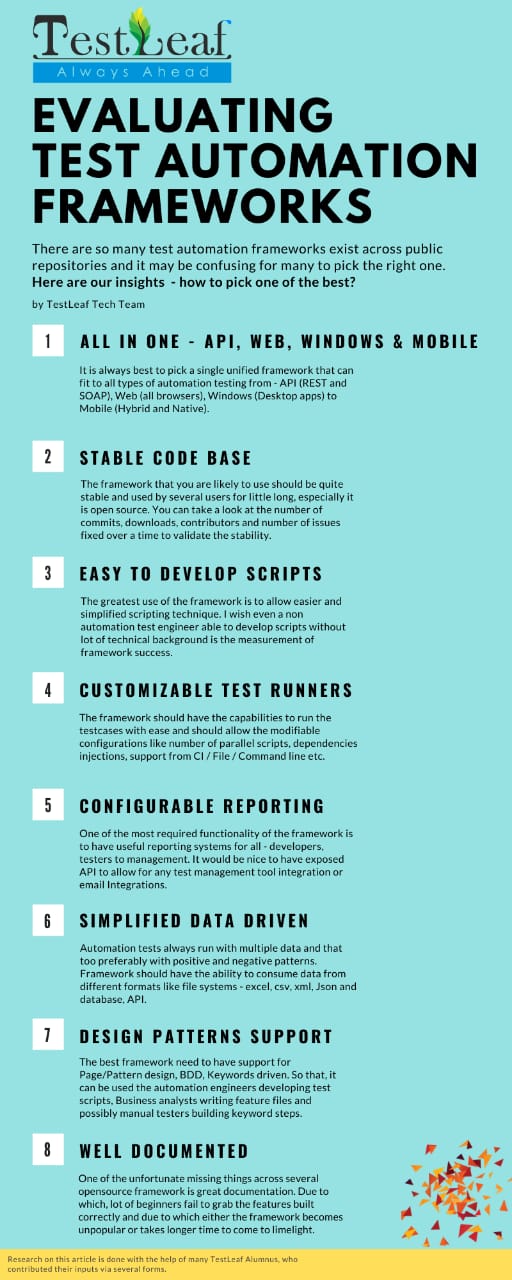 TestLeaf
Always Ahead
EVALUATING
TEST AUTOMATION
FRAMEWORKS
There are so many test automation frameworks exist across public
repositories and it may be confusing for many to pick the right one.
Here are our insights - how to pick one of the best?
by TestLeaf Tech Team
1 ALL IN ONE - API, WEB, WINDOWS & MOBILE
It is always best to pick a single unified framework that can
fit to all types of automation testing from - API (REST and
SOAP), Web (all browsers), Windows (Desktop apps) to
Mobile (Hybrid and Native).
2 STABLE CODE BASE
The framework that you are likely to use should be quite
stable and used by several users for little long, especially it
is open source. You can take a look at the number of
commits, downloads, contributors and number of issues
fixed over a time to validate the stability.
3 EASY TO DEVELOP SCRIPTS
The greatest use of the framework is to allow easier and
simplified scripting technique. I wish even a non
automation test engineer able to develop scripts without
lot of technical background is the measurement of
framework success.
4 CUSTOMIZABLE TEST RUNNERS
The framework should have the capabilities to run the
testcases with ease and should allow the modifiable
configurations like number of parallel scripts, dependencies
injections, support from CI / File / Command line etc.
5 CONFIGURABLE REPORTING
One of the most required functionality of the framework is
to have useful reporting systems for all - developers,
testers to management. It would be nice to have exposed
API to allow for any test management tool integration or
email Integrations.
6 SIMPLIFIED DATA DRIVEN
Automation tests always run with multiple data and that
too preferably with positive and negative patterns.
Framework should have the ability to consume data from
different formats like file systems - excel, csv, xml, Json and
database, API.
7 DESIGN PATTERNS SUPPORT
The best framework need to have support for
Page/Pattern design, BDD, Keywords driven. So that, it
can be used the automation engineers developing test
scripts, Business analysts writing feature files and
possibly manual testers building keyword steps.
8 WELL DOCUMENTED
One of the unfortunate missing things across several
opensource framework is great documentation. Due to
which, lot of beginners fail to grab the features built
correctly and due to which either the framework becomes
unpopular or takes longer time to come to limelight.
Research on this article is done with the help of many TestLeaf Alumnus, who
contributed their inputs via several forms.